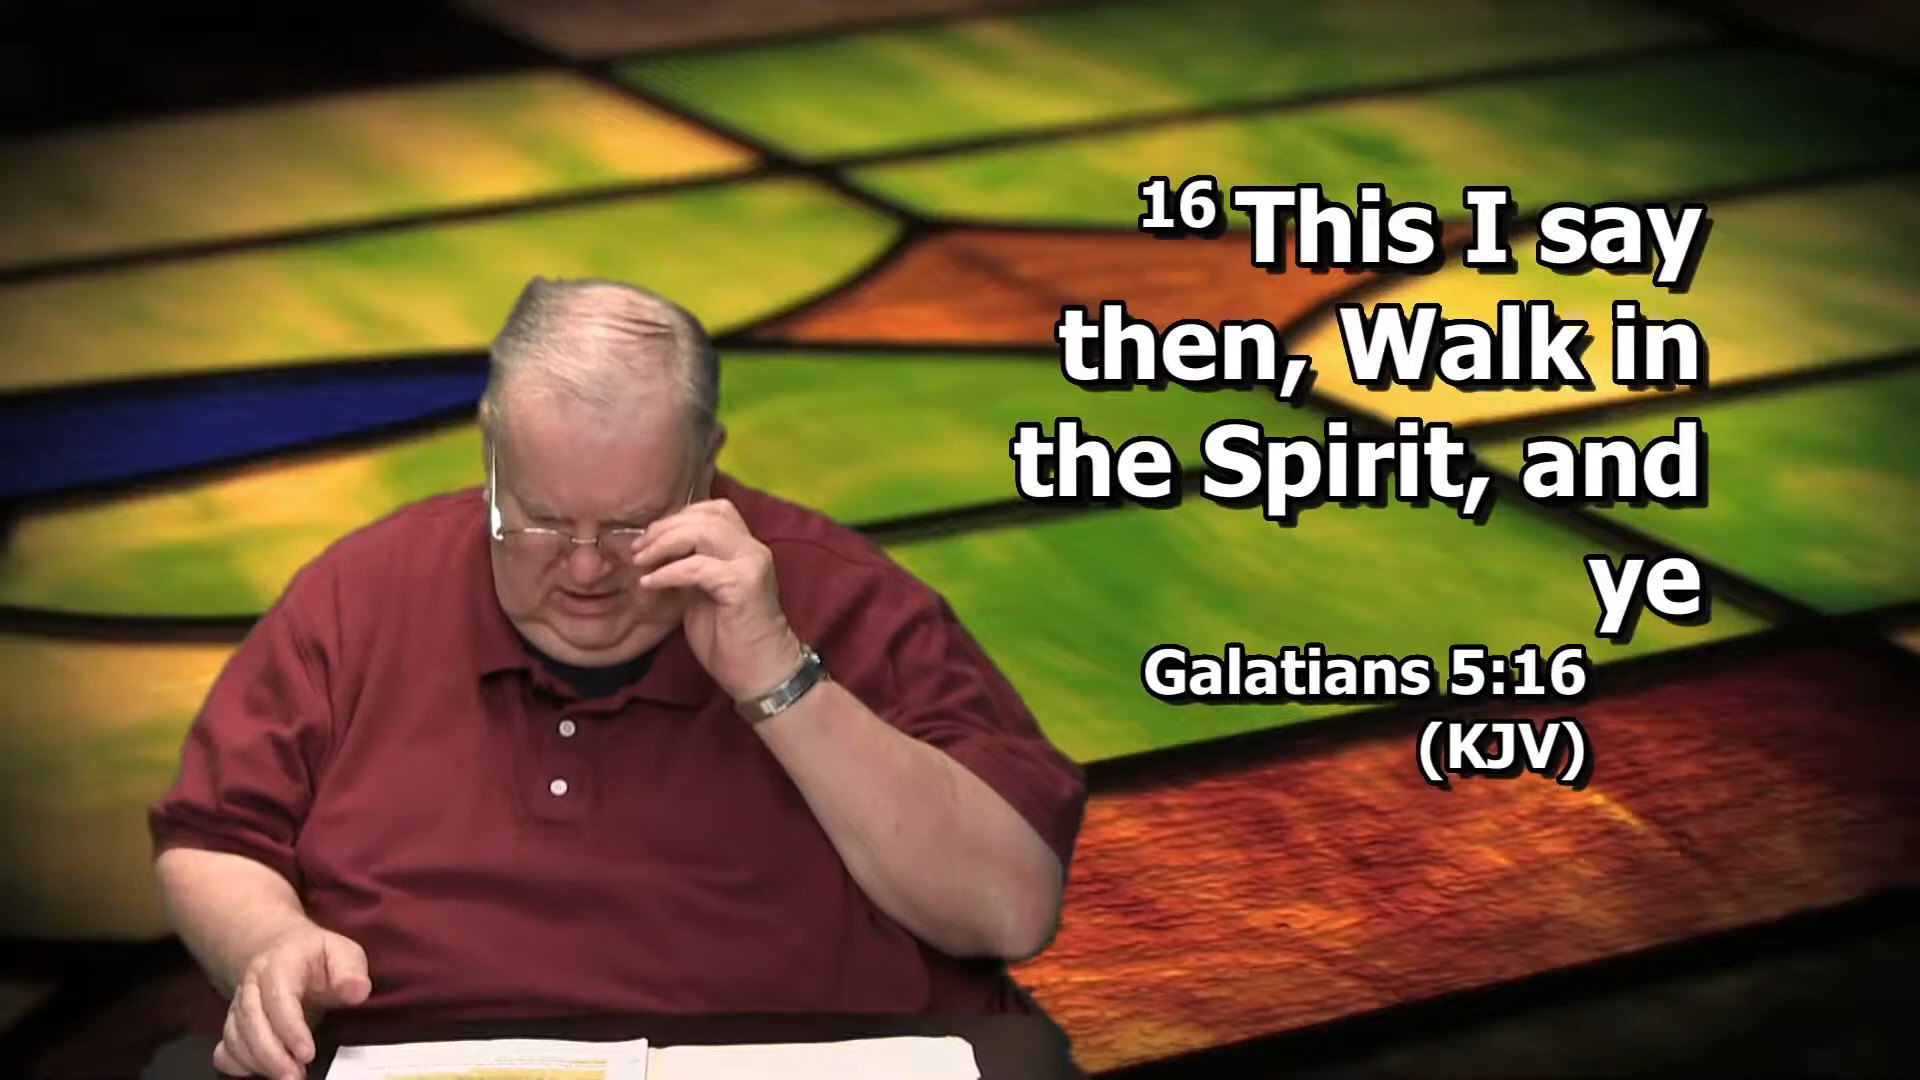 16 This I say
then, Walk in
the Spirit, and
ye
Galatians 5:16
(KJV)